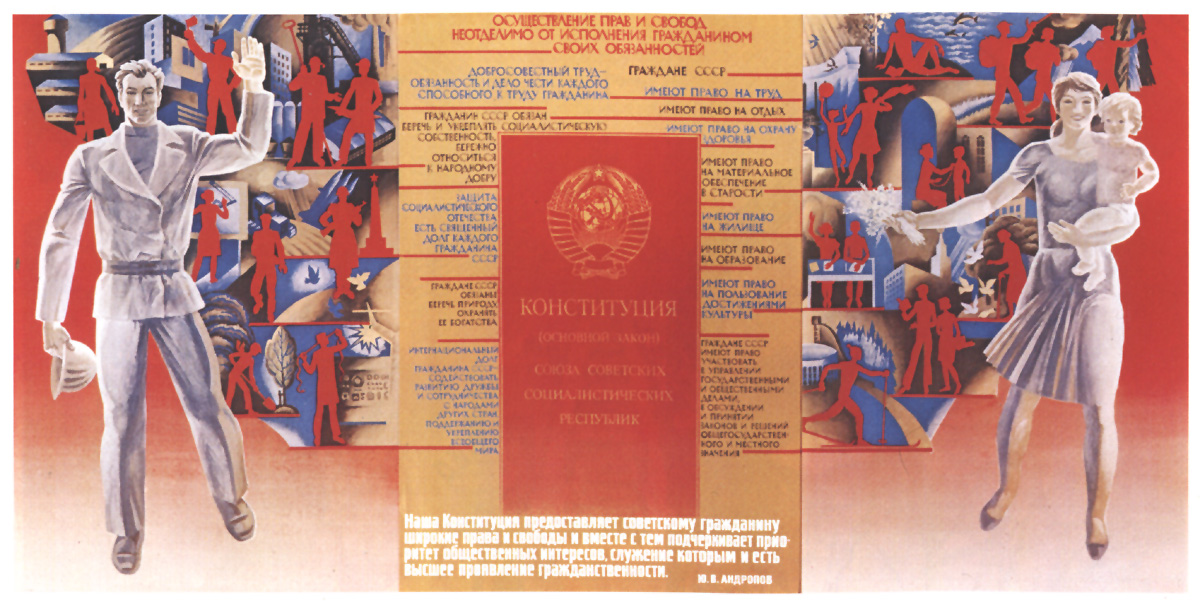 ОСУЩЕСТВЛЕНИЕ ПРАВ И СВОБОД
НЕОТДЕЛИМО ОТ ИСПОЛНЕНИЯ ГРАЖДАНИНОМ
СВОИХ ОБЯЗАННОСТЕЙ
ДОБРОСОВЕСТНЫЙ ТРУД–
ОБЯЗАННОСТЬ И ДЕЛО ЧЕСТИ КАЖДОГО
СПОСОБНОГО К ТРУДУ ГРАЖДАНИНА
ГРАЖДАНИН СССР ОБЯЗАН
БЕРЕЧЬ И УКРЕПЛЯТЬ СОЦИАЛИСТИЧЕСКУЮ
СОБСТВЕННОСТЬ,
БЕРЕЖНО
ОТНОСИТЬСЯ
К НАРОДНОМУ
ДОБРУ
ЗАЩИТА
СОЦИАЛИСТИЧЕСКОГО
ОТЕЧЕСТВА
ЕСТЬ СВЯЩЕННЫЙ
ДОЛГ КАЖДОГО
ГРАЖДАНИНА
СССР
ГРАЖДАНЕ СССР
ОБЯЗАНЫ
БЕРЕЧЬ ПРИРОДУ
ОХРАНЯТЬ
ЕЕ БОГАТСТВА
ИНТЕРНАЦИОНАЛЬНЫЙ
ДОЛГ
ГРАЖДАНИНА СССР–
СОДЕЙСТВОВАТЬ
РАЗВИТИЮ ДРУЖБЫ
И СОТРУДНИЧЕСТВА
С НАРОДАМИ
ДРУГИХ СТРАН,
ПОДДЕРЖАНИЮ И
УКРЕПЛЕНИЮ
ВСЕОБЩЕГО
МИРА
ГРАЖДАНЕ СССР
ИМЕЮТ ПРАВО НА ТРУД
ИМЕЮТ ПРАВО НА ОТДЫХ
ИМЕЮТ ПРАВО НА ОХРАНУ
ЗДОРОВЬЯ
ИМЕЮТ ПРАВО
НА МАТЕРИАЛЬНОЕ
ОБЕСПЕЧЕНИЕ
В СТАРОСТИ
ИМЕЮТ ПРАВО
НА ЖИЛИЩЕ
ИМЕЮТ ПРАВО
НА ОБРАЗОВАНИЕ
ИМЕЮТ ПРАВО
НА ПОЛЬЗОВАНИЕ
ДОСТИЖЕНИЯМИ
КУЛЬТУРЫ
ГРАЖДАНЕ СССР
ИМЕЮТ ПРАВО
УЧАСТВОВАТЬ
В УПРАВЛЕНИИ
ГОСУДАРСТВЕННЫМИ
И ОБЩЕСТВЕННЫМИ
ДЕЛАМИ,
В ОБСУЖДЕНИИ
И ПРИНЯТИИ
ЗАКОНОВ И РЕШЕНИЙ
ОБЩЕГОСУДАРСТВЕН-
НОГО И МЕСТНОГО
ЗНАЧЕНИЯ
КОНСТИТУЦИЯ
(ОСНОВНОЙ ЗАКОН)
СОЮЗА СОВЕТСКИХ
СОЦИАЛИСТИЧЕСКИХ
РЕСПУБЛИК
Наша Конституция предоставляет советскому гражданину
широкие права и свободы и вместе с тем подчеркивает прио-
ритет общественных интересов, служение которым и есть
высшее проявление гражданственности.
Ю. В. АНДРОПОВ